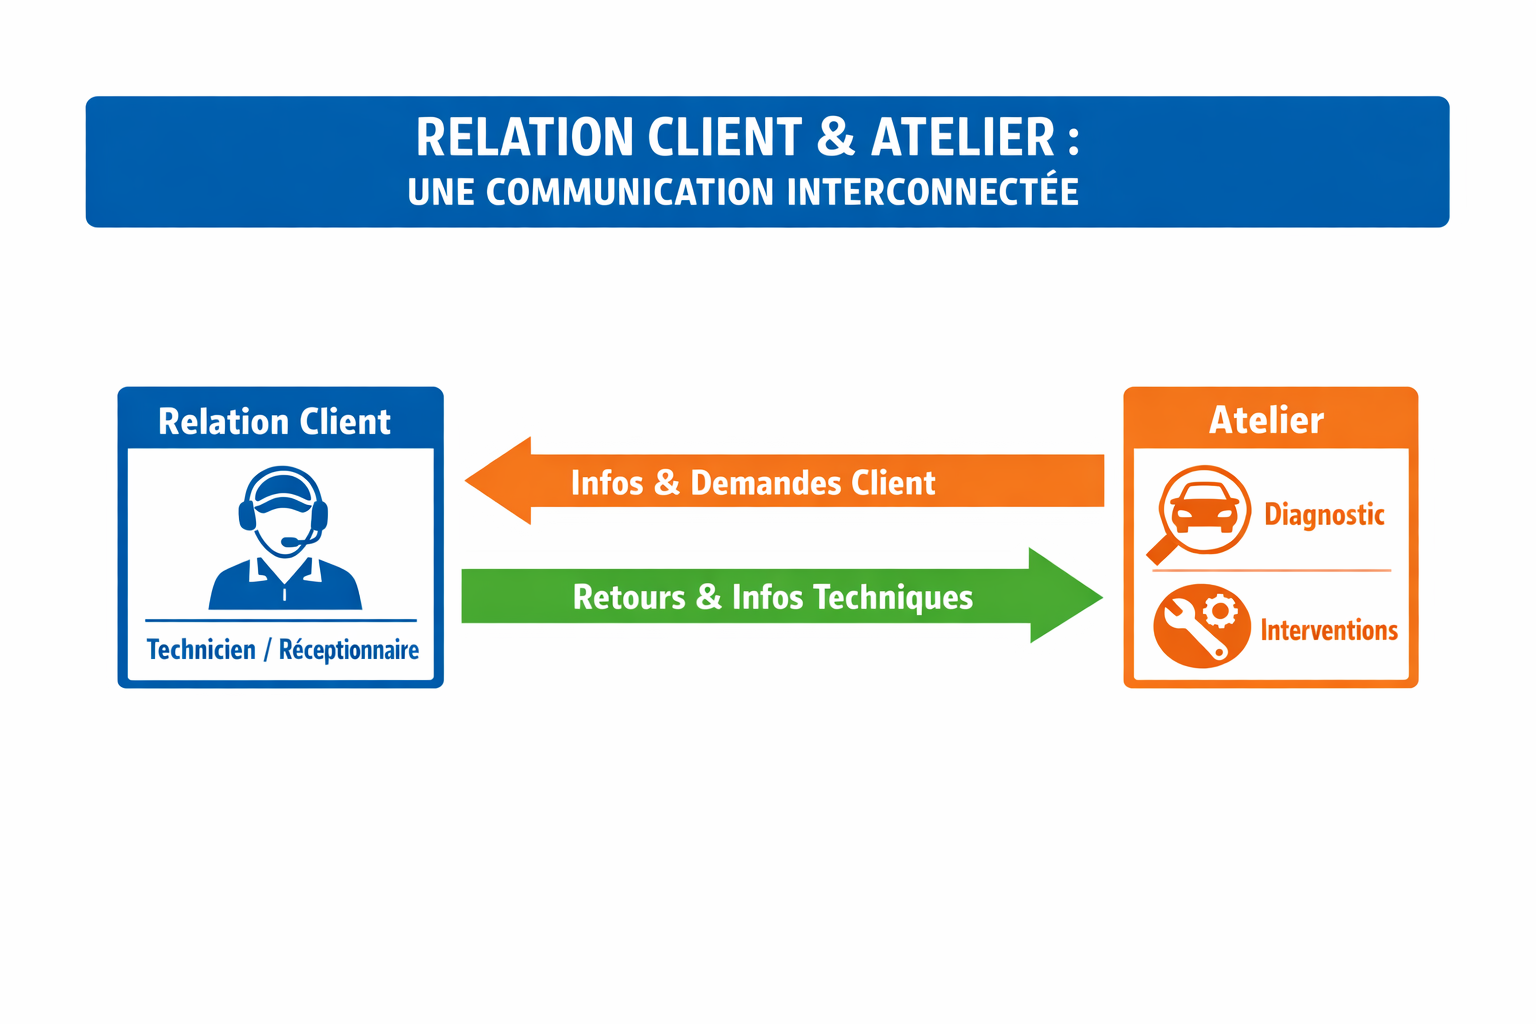 RELATION CLIENT & ATELIER :
UNE COMMUNICATION INTERCONNECTÉE
Relation Client
Technicien / Réceptionnaire
Infos & Demandes Client
Retours & Infos Techniques
Atelier
Diagnostic
Interventions